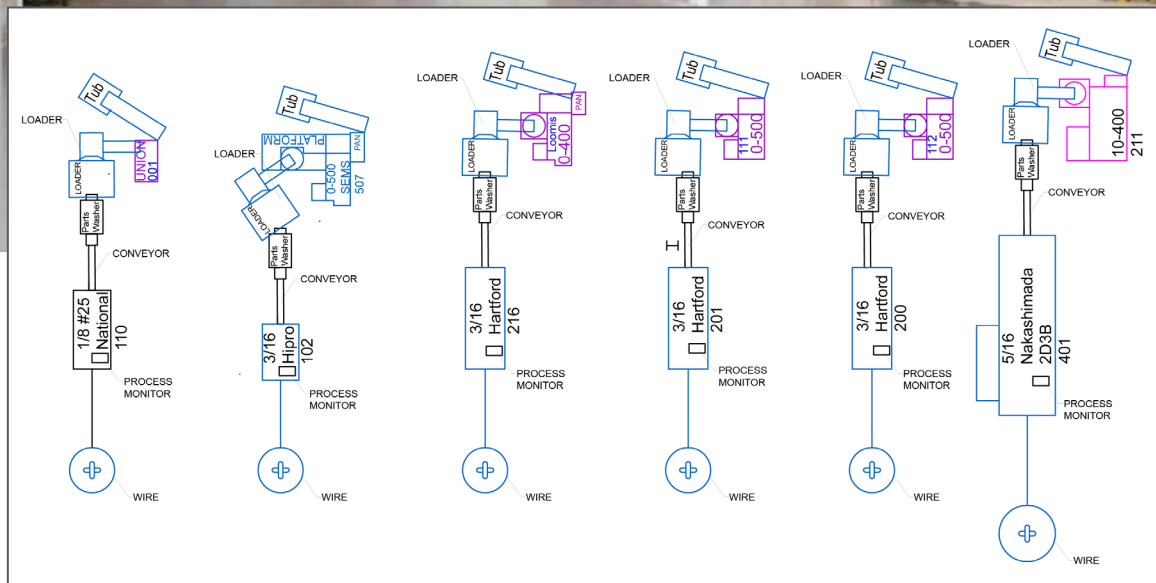 Tub
LOADER
LOADER
UNION
001
Parts
Washer
CONVEYOR
1/8 #25
National
110
PROCESS
MONITOR
WIRE
Tub
PLATFORM
PAN
LOADER
0-500
SEMS
507
LOADER
Parts
Washer
CONVEYOR
3/16
Hipro
102
PROCESS
MONITOR
WIRE
Tub
LOADER
PAN
Loomis
0-400
LOADER
Parts
Washer
CONVEYOR
3/16
Hartford
216
PROCESS
MONITOR
WIRE
Tub
LOADER
111
0-500
LOADER
Parts
Washer
CONVEYOR
3/16
Hartford
201
PROCESS
MONITOR
WIRE
Tub
LOADER
112
0-500
LOADER
Parts
Washer
CONVEYOR
3/16
Hartford
200
PROCESS
MONITOR
WIRE
Tub
LOADER
10-400
211
LOADER
Parts
Washer
CONVEYOR
5/16
Nakashimada
2D3B
401
PROCESS
MONITOR
WIRE